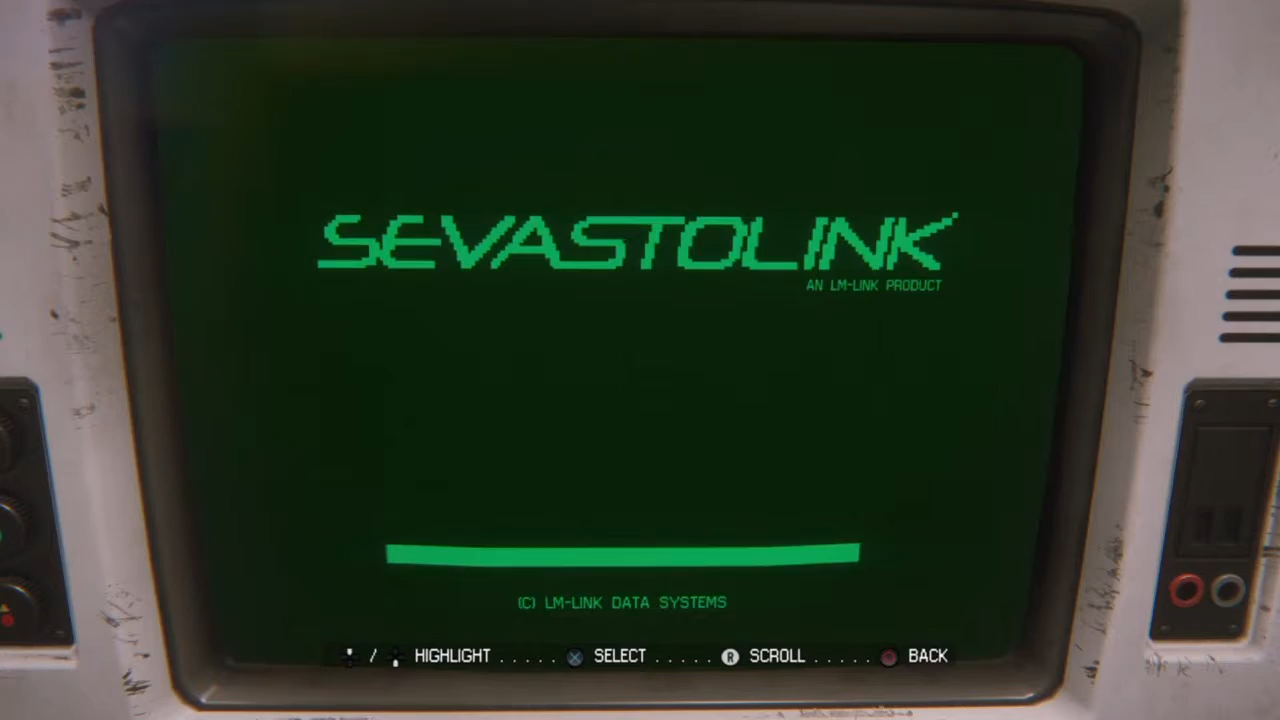 SEVASTOLINK
AN LM-LINK PRODUCT
(C) LM-LINK DATA SYSTEMS
/ HIGHLIGHT ..... SELECT ..... R SCROLL ...... BACK